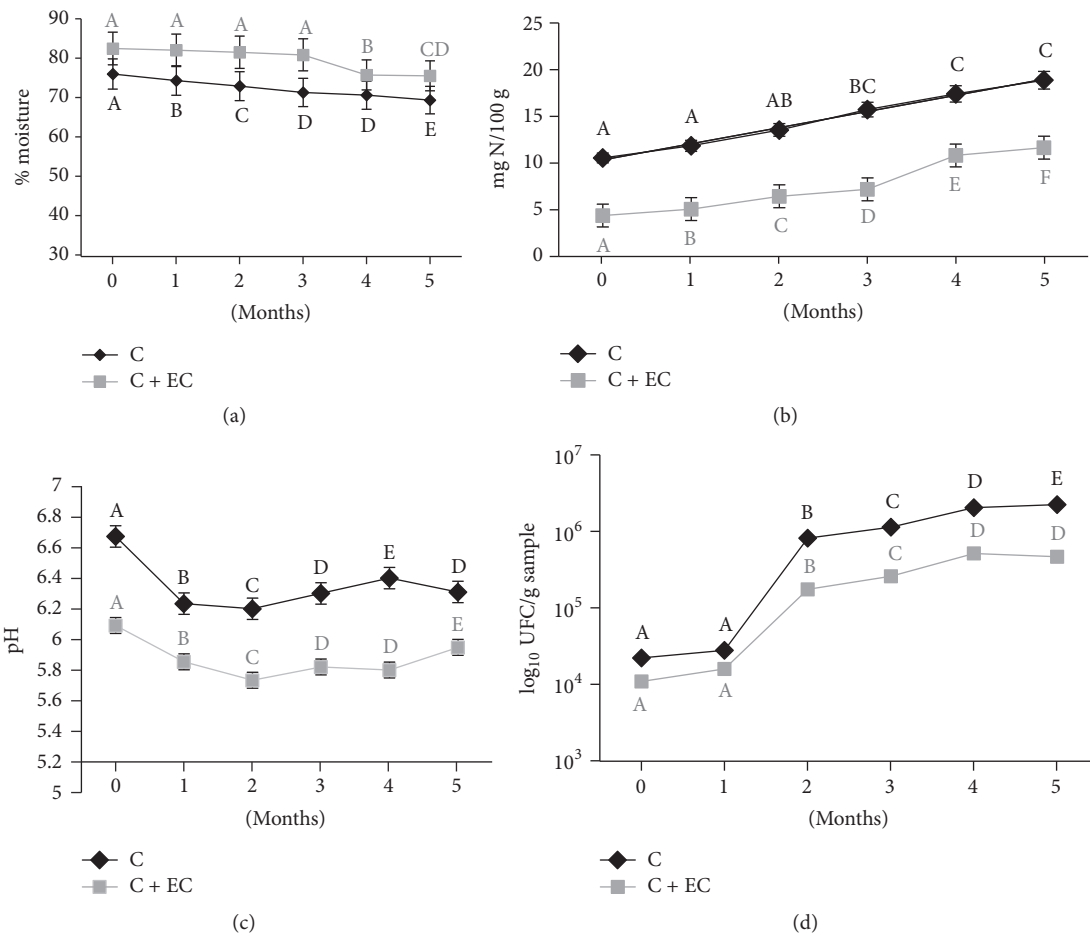 90
80
70
60
50
40
30
% moisture
A A A A B CD
A B C D D E
0 1 2 3 4 5
(Months)
C
C + EC
(a)
25
20
15
10
5
0
mg N/100 g
A A AB BC C C
A B C D E F
0 1 2 3 4 5
(Months)
C
C + EC
(b)
7
6.8
6.6
6.4
6.2
6
5.8
5.6
5.4
5.2
5
pH
A B C D E D
A B C D D E
0 1 2 3 4 5
(Months)
C
C + EC
(c)
10⁷
10⁶
10⁵
10⁴
10³
log₁₀ UFC/g sample
A A B C D E
A A B C D D
0 1 2 3 4 5
(Months)
C
C + EC
(d)